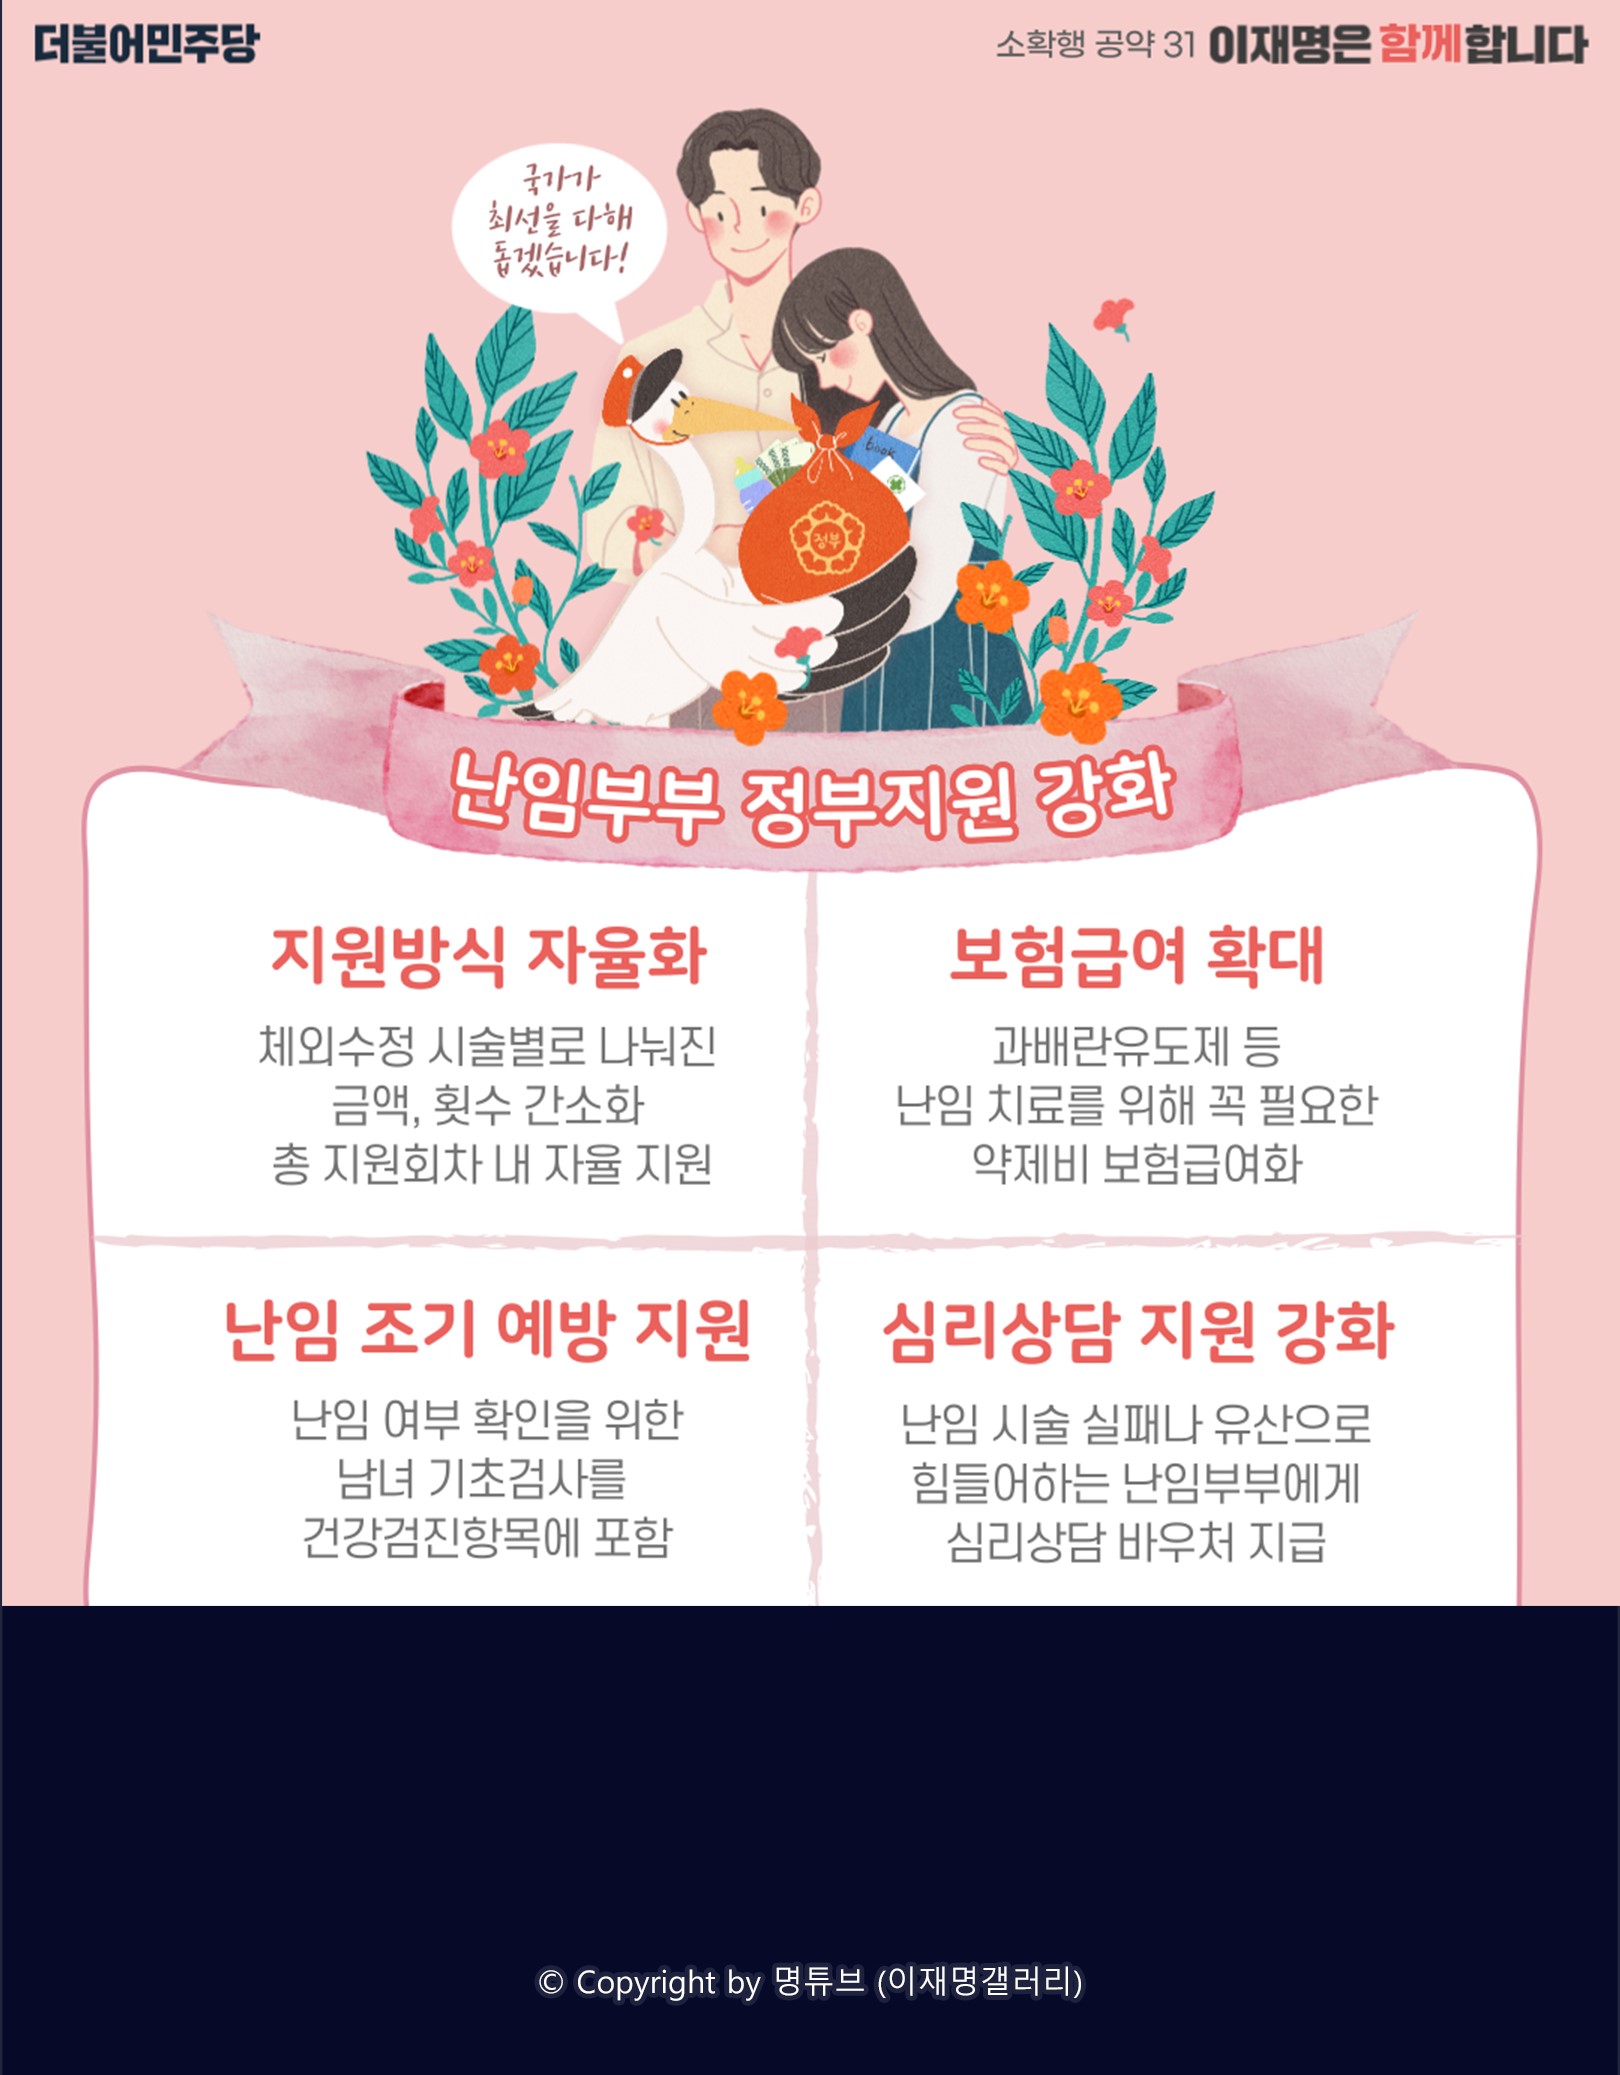 더불어민주당
소확행 공약 31 이재명은 함께합니다
국가가
최선을 다해
돕겠습니다!
book
정부
난임부부 정부지원 강화
지원방식 자율화
체외수정 시술별로 나눠진
금액, 횟수 간소화
총 지원회차 내 자율 지원
보험급여 확대
과배란유도제 등
난임 치료를 위해 꼭 필요한
약제비 보험급여화
난임 조기 예방 지원
난임 여부 확인을 위한
남녀 기초검사를
건강검진항목에 포함
심리상담 지원 강화
난임 시술 실패나 유산으로
힘들어하는 난임부부에게
심리상담 바우처 지급
© Copyright by 명튜브 (이재명갤러리)